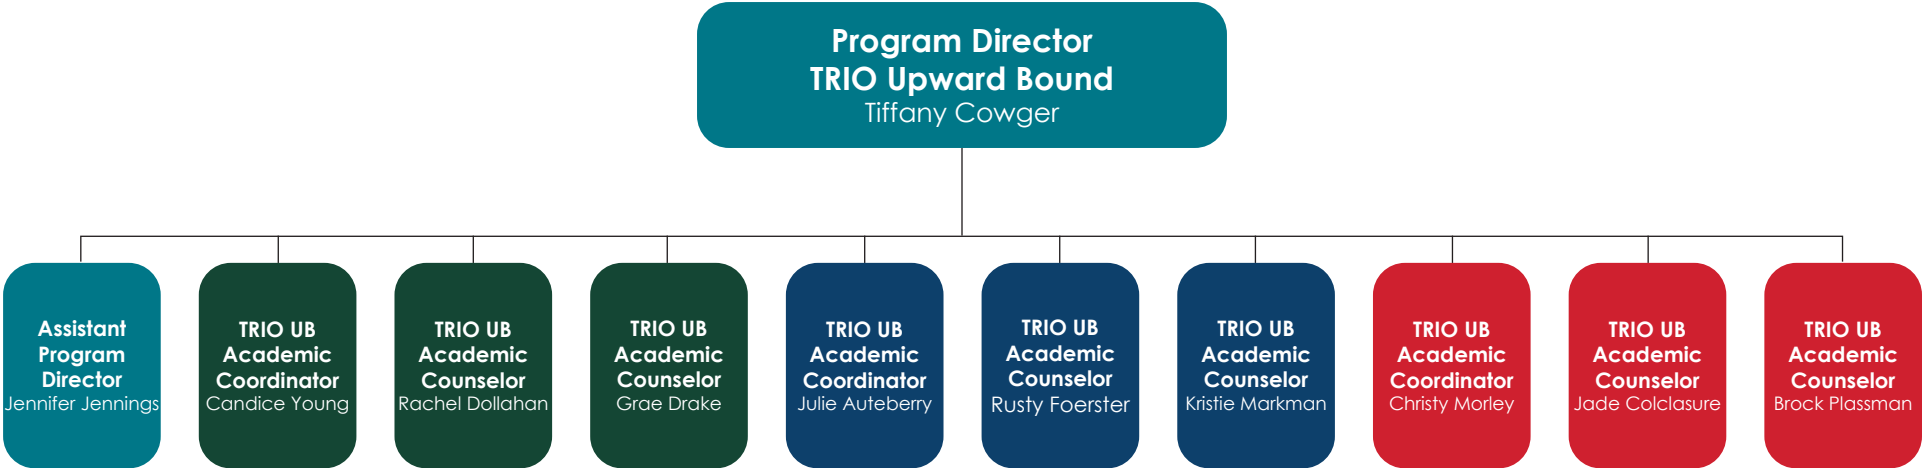 Program Director
TRIO Upward Bound
Tiffany Cowger
Assistant
Program
Director
Jennifer Jennings
TRIO UB
Academic
Coordinator
Candice Young
TRIO UB
Academic
Counselor
Rachel Dollahan
TRIO UB
Academic
Counselor
Grae Drake
TRIO UB
Academic
Coordinator
Julie Auteberry
TRIO UB
Academic
Counselor
Rusty Foerster
TRIO UB
Academic
Counselor
Kristie Markman
TRIO UB
Academic
Coordinator
Christy Morley
TRIO UB
Academic
Counselor
Jade Colclasure
TRIO UB
Academic
Counselor
Brock Plassman